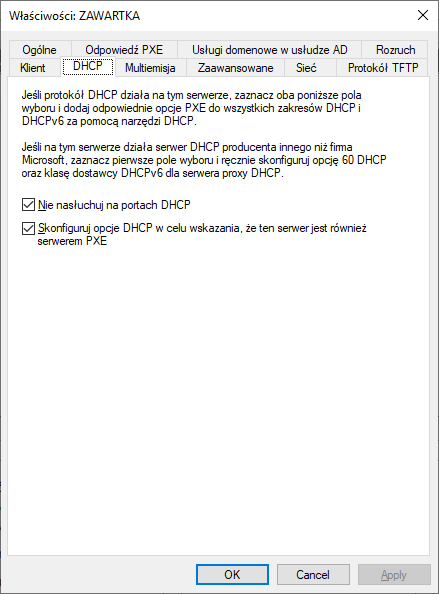 Właściwości: ZAWARTKA
Ogólne Odpowiedź PXE Usługi domenowe w usłudze AD Rozruch
Klient DHCP Multiemisja Zaawansowane Sieć Protokół TFTP
Jeśli protokół DHCP działa na tym serwerze, zaznacz oba poniższe pola
wyboru i dodaj odpowiednie opcje PXE do wszystkich zakresów DHCP i
DHCPv6 za pomocą narzędzi DHCP.
Jeśli na tym serwerze działa serwer DHCP producenta innego niż firma
Microsoft, zaznacz pierwsze pole wyboru i ręcznie skonfiguruj opcję 60 DHCP
oraz klasę dostawcy DHCPv6 dla serwera proxy DHCP.
Nie nasłuchuj na portach DHCP
Skonfiguruj opcje DHCP w celu wskazania, że ten serwer jest również
serwerem PXE
OK Cancel Apply